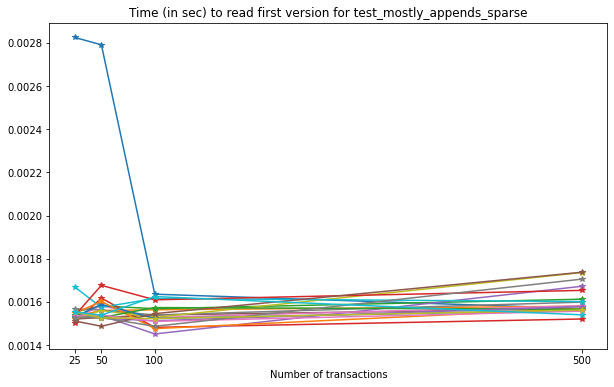 Time (in sec) to read first version for test_mostly_appends_sparse
0.0028
0.0026
0.0024
0.0022
0.0020
0.0018
0.0016
0.0014
25 50 100 500
Number of transactions